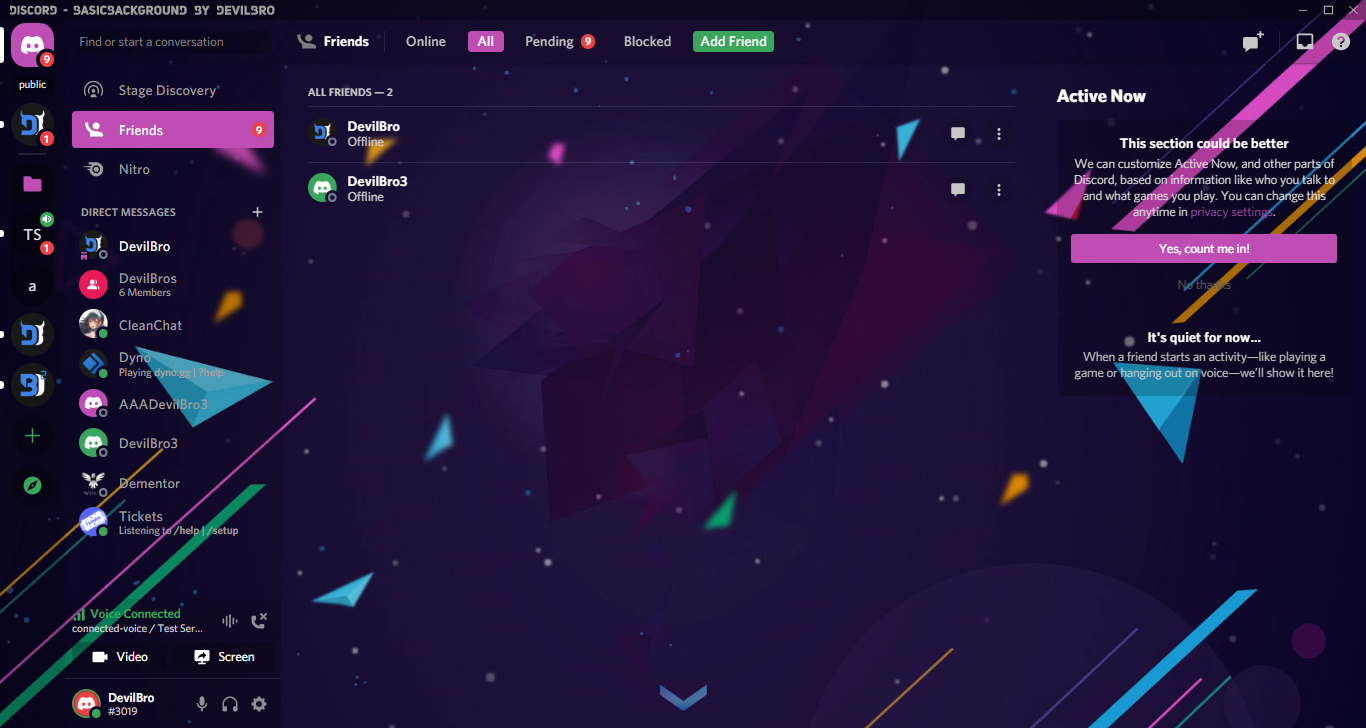 DISCORD - BASICBACKGROUND BY DEVILBRO
9
public
1
TS
1
a
Find or start a conversation
Stage Discovery
Friends 9
Nitro
DIRECT MESSAGES
DevilBro
DevilBros
6 Members
CleanChat
Dyno
Playing dyno.gg | ?help
AAADevilBro3
DevilBro3
Dementor
Tickets
Listening to /help | /setup
Voice Connected
connected-voice / Test Ser...
Video Screen
DevilBro
#3019
Friends Online All Pending 9 Blocked Add Friend
ALL FRIENDS — 2
DevilBro
Offline
DevilBro3
Offline
Active Now
This section could be better
We can customize Active Now, and other parts of
Discord, based on information like who you talk to
and what games you play. You can change this
anytime in privacy settings.
Yes, count me in!
No thanks
It's quiet for now...
When a friend starts an activity—like playing a
game or hanging out on voice—we'll show it here!